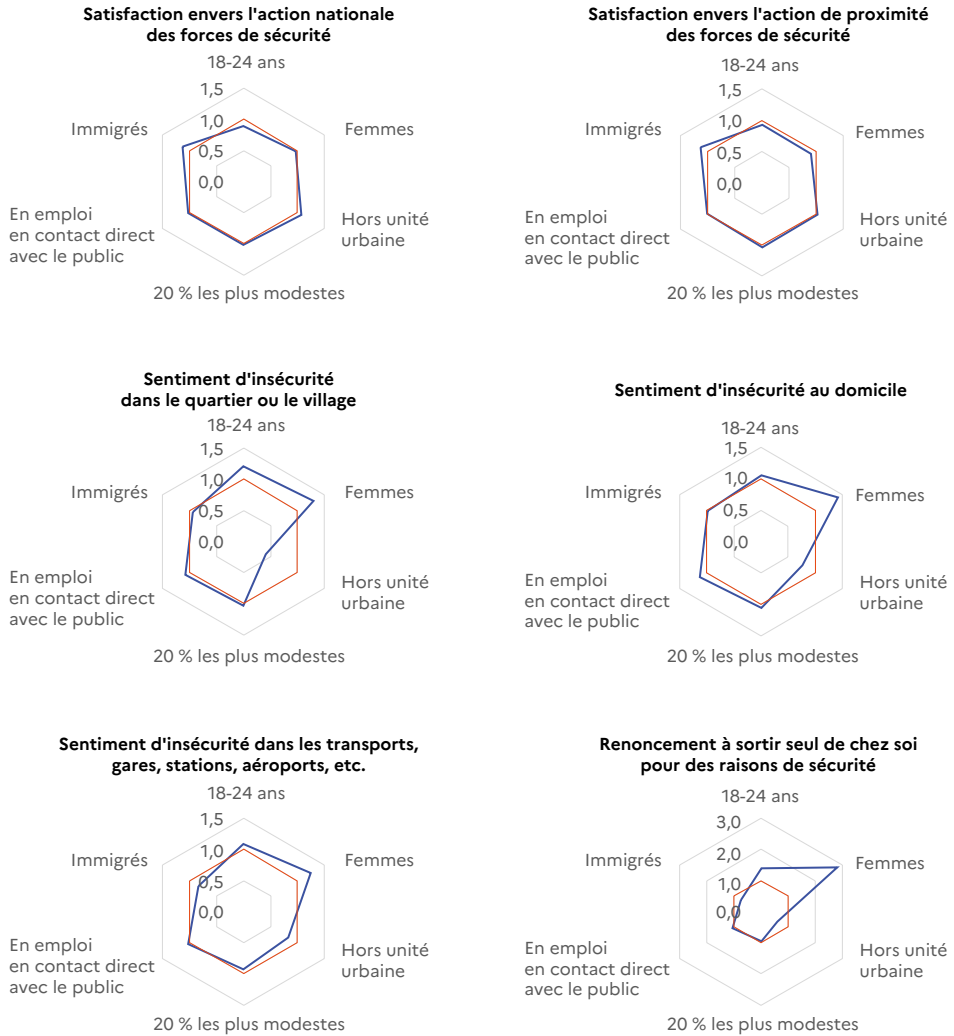 Satisfaction envers l'action nationale
des forces de sécurité
18-24 ans
1,5
1,0
0,5
0,0
Immigrés
Femmes
En emploi
en contact direct
avec le public
Hors unité
urbaine
20 % les plus modestes
Satisfaction envers l'action de proximité
des forces de sécurité
18-24 ans
1,5
1,0
0,5
0,0
Immigrés
Femmes
En emploi
en contact direct
avec le public
Hors unité
urbaine
20 % les plus modestes
Sentiment d'insécurité
dans le quartier ou le village
18-24 ans
1,5
1,0
0,5
0,0
Immigrés
Femmes
En emploi
en contact direct
avec le public
Hors unité
urbaine
20 % les plus modestes
Sentiment d'insécurité au domicile
18-24 ans
1,5
1,0
0,5
0,0
Immigrés
Femmes
En emploi
en contact direct
avec le public
Hors unité
urbaine
20 % les plus modestes
Sentiment d'insécurité dans les transports,
gares, stations, aéroports, etc.
18-24 ans
1,5
1,0
0,5
0,0
Immigrés
Femmes
En emploi
en contact direct
avec le public
Hors unité
urbaine
20 % les plus modestes
Renoncement à sortir seul de chez soi
pour des raisons de sécurité
18-24 ans
3,0
2,0
1,0
0,0
Immigrés
Femmes
En emploi
en contact direct
avec le public
Hors unité
urbaine
20 % les plus modestes